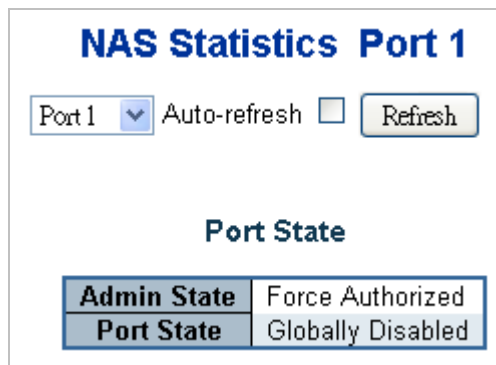 NAS Statistics Port 1
Port 1 Auto-refresh Refresh
Port State
Admin State Force Authorized
Port State Globally Disabled